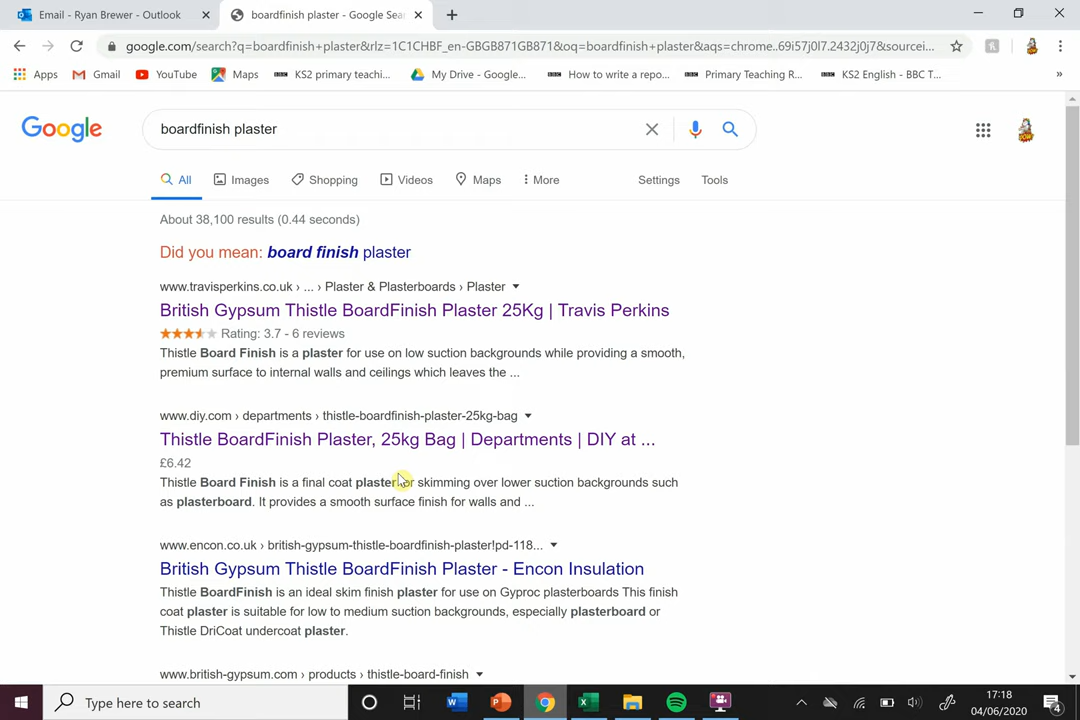 Email - Ryan Brewer - Outlook
boardfinish plaster - Google Sea
google.com/search?q=boardfinish+plaster&rlz=1C1CHBF_en-GBGB871GB871&oq=boardfinish+plaster&aqs=chrome..69i57j0l7.2432j0j7&sourcei...
Apps
Gmail
YouTube
Maps
BBC KS2 primary teachi...
My Drive - Google...
BBC How to write a repo...
BBC Primary Teaching R...
BBC KS2 English - BBC T...
»
Google
boardfinish plaster
All
Images
Shopping
Videos
Maps
More
Settings
Tools
About 38,100 results (0.44 seconds)
Did you mean: board finish plaster
www.travisperkins.co.uk › ... › Plaster & Plasterboards › Plaster
British Gypsum Thistle BoardFinish Plaster 25Kg | Travis Perkins
Rating: 3.7 - 6 reviews
Thistle Board Finish is a plaster for use on low suction backgrounds while providing a smooth,
premium surface to internal walls and ceilings which leaves the ...
www.diy.com › departments › thistle-boardfinish-plaster-25kg-bag
Thistle BoardFinish Plaster, 25kg Bag | Departments | DIY at ...
£6.42
Thistle Board Finish is a final coat plaster for skimming over lower suction backgrounds such
as plasterboard. It provides a smooth surface finish for walls and ...
www.encon.co.uk › british-gypsum-thistle-boardfinish-plaster!pd-118...
British Gypsum Thistle BoardFinish Plaster - Encon Insulation
Thistle BoardFinish is an ideal skim finish plaster for use on Gyproc plasterboards This finish
coat plaster is suitable for low to medium suction backgrounds, especially plasterboard or
Thistle DriCoat undercoat plaster.
www.british-gypsum.com › products › thistle-board-finish
Type here to search
17:18
04/06/2020
4